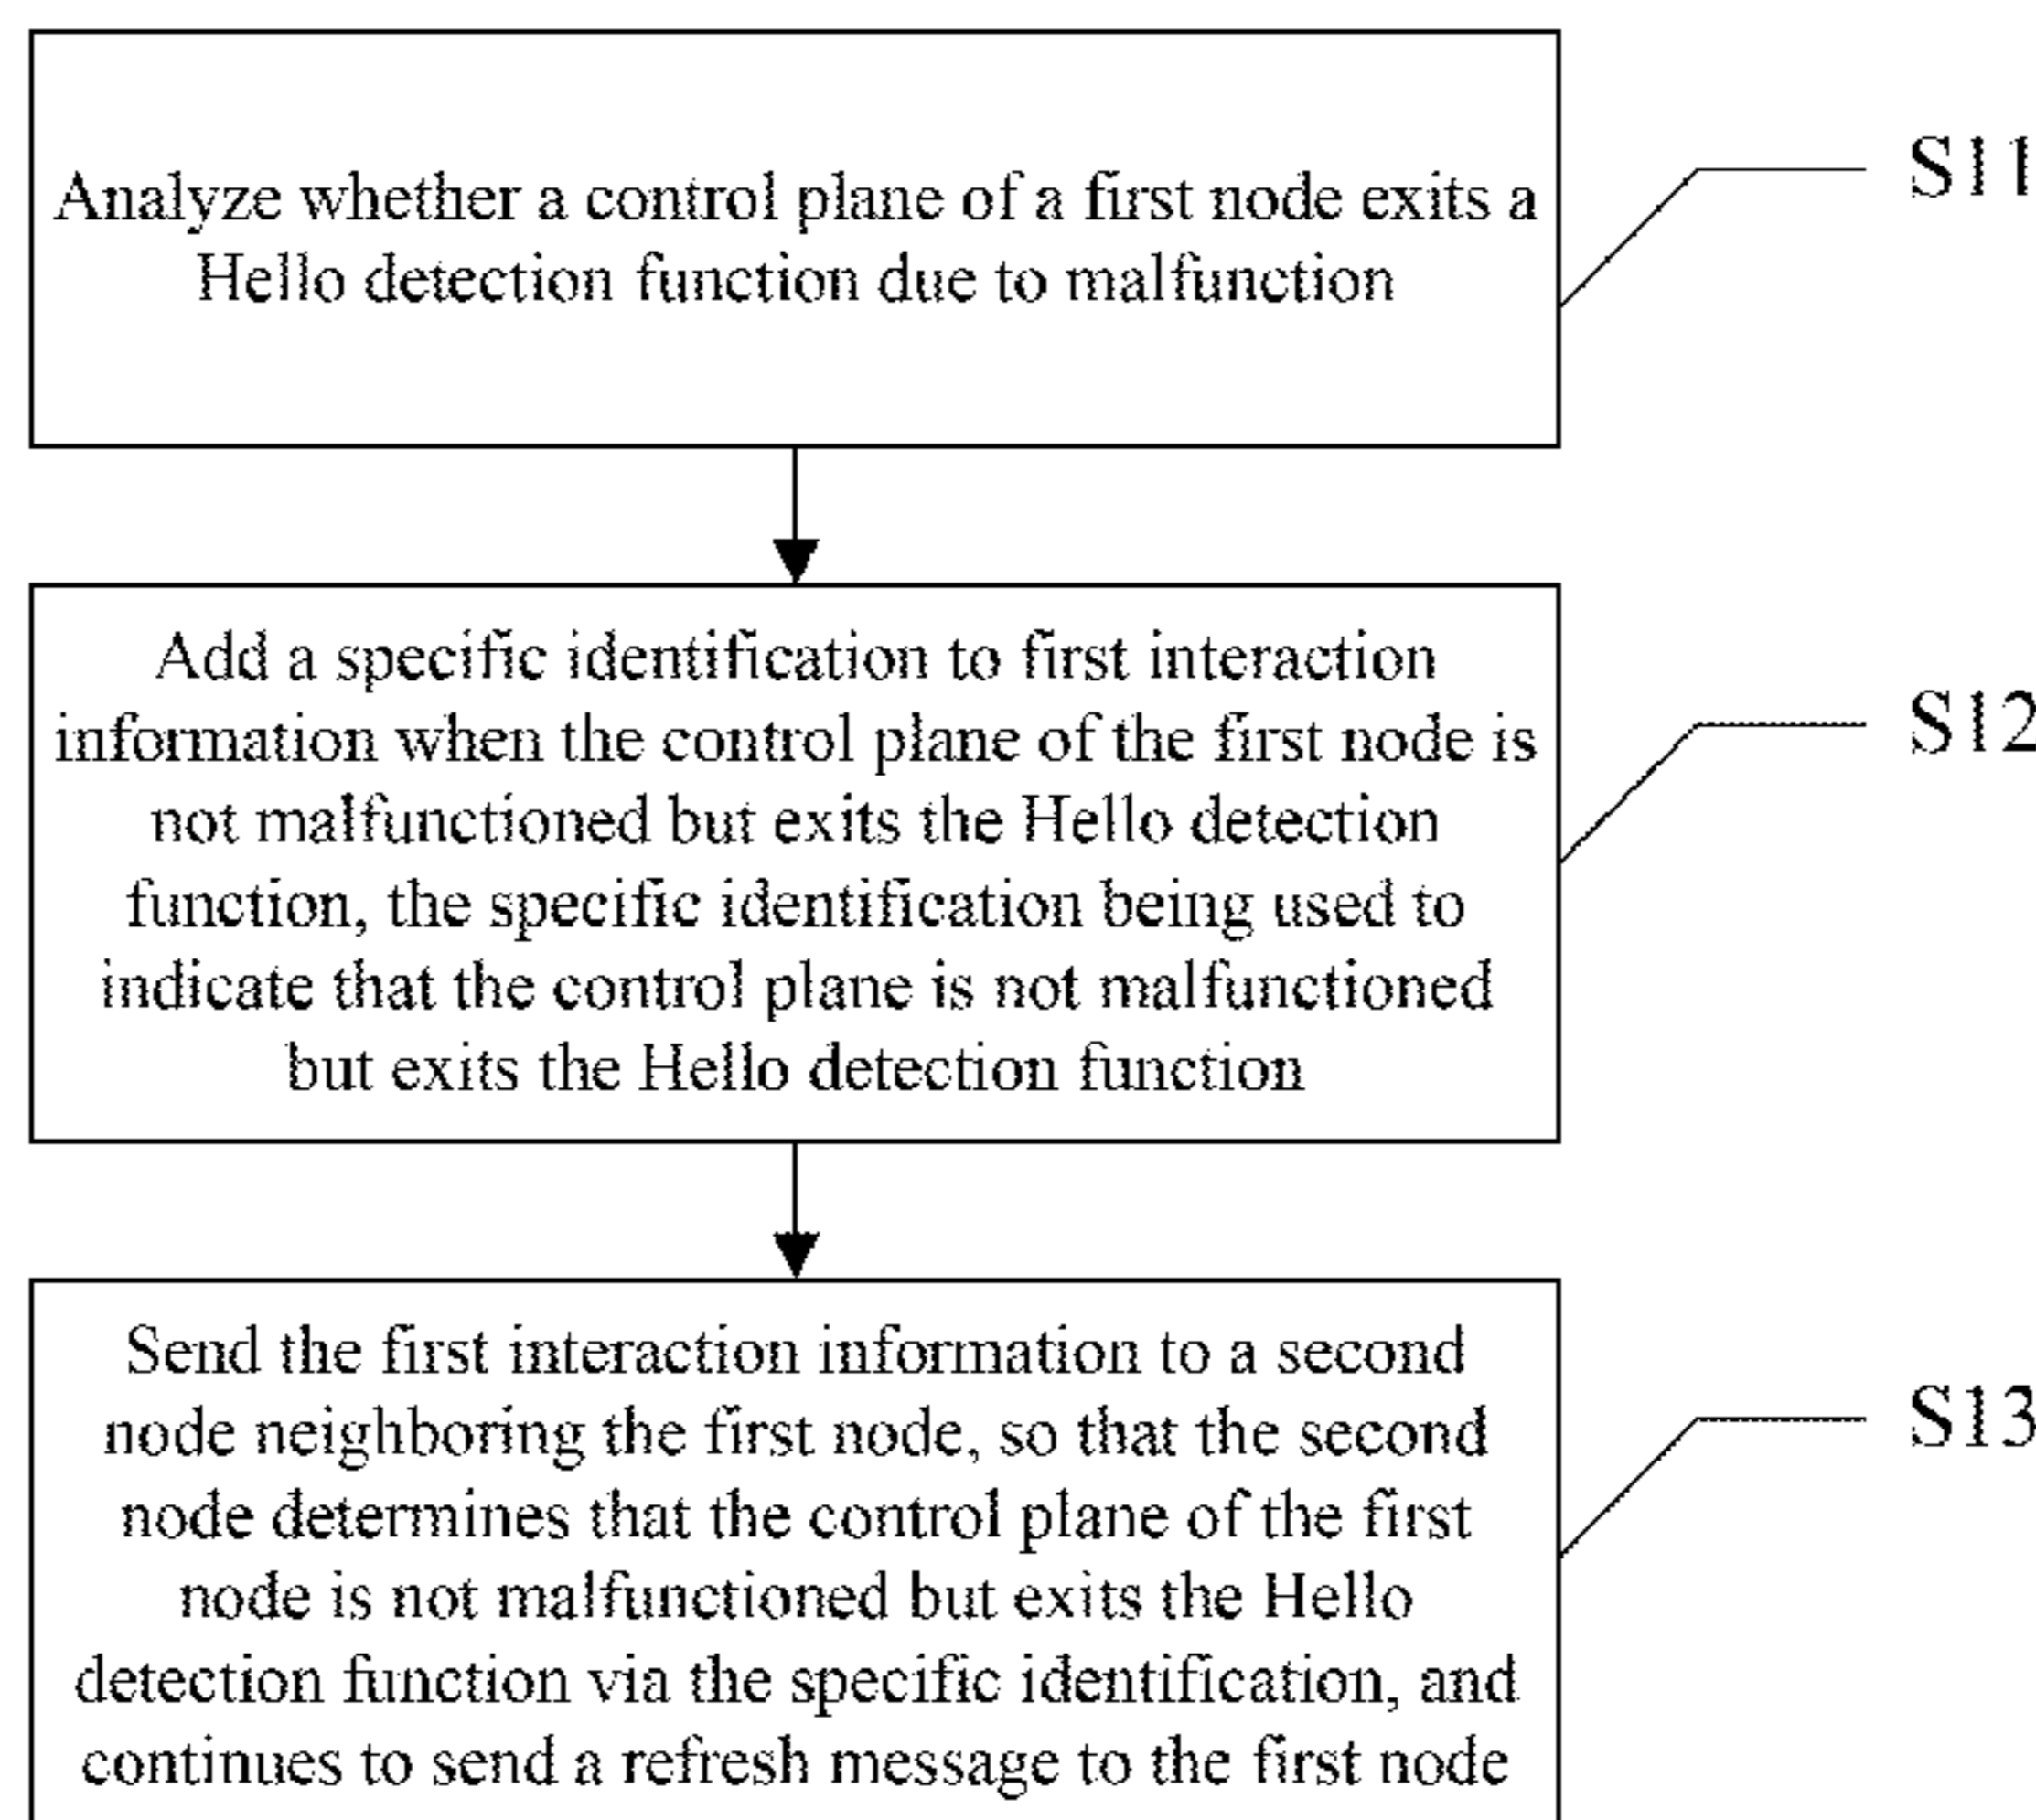 Analyze whether a control plane of a first node exits a
Hello detection function due to malfunction
S11
Add a specific identification to first interaction
information when the control plane of the first node is
not malfunctioned but exits the Hello detection
function, the specific identification being used to
indicate that the control plane is not malfunctioned
but exits the Hello detection function
S12
Send the first interaction information to a second
node neighboring the first node, so that the second
node determines that the control plane of the first
node is not malfunctioned but exits the Hello
detection function via the specific identification, and
continues to send a refresh message to the first node
S13